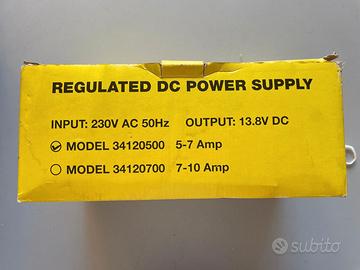 REGULATED DC POWER SUPPLY
INPUT: 230V AC 50Hz OUTPUT: 13.8V DC
MODEL 34120500 5-7 Amp
MODEL 34120700 7-10 Amp
subito